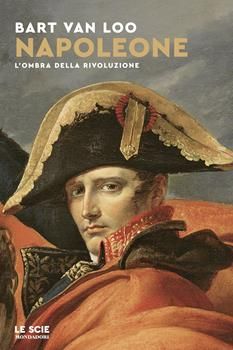 BART VAN LOO
NAPOLEONE
L'OMBRA DELLA RIVOLUZIONE
LE SCIE
MONDADORI